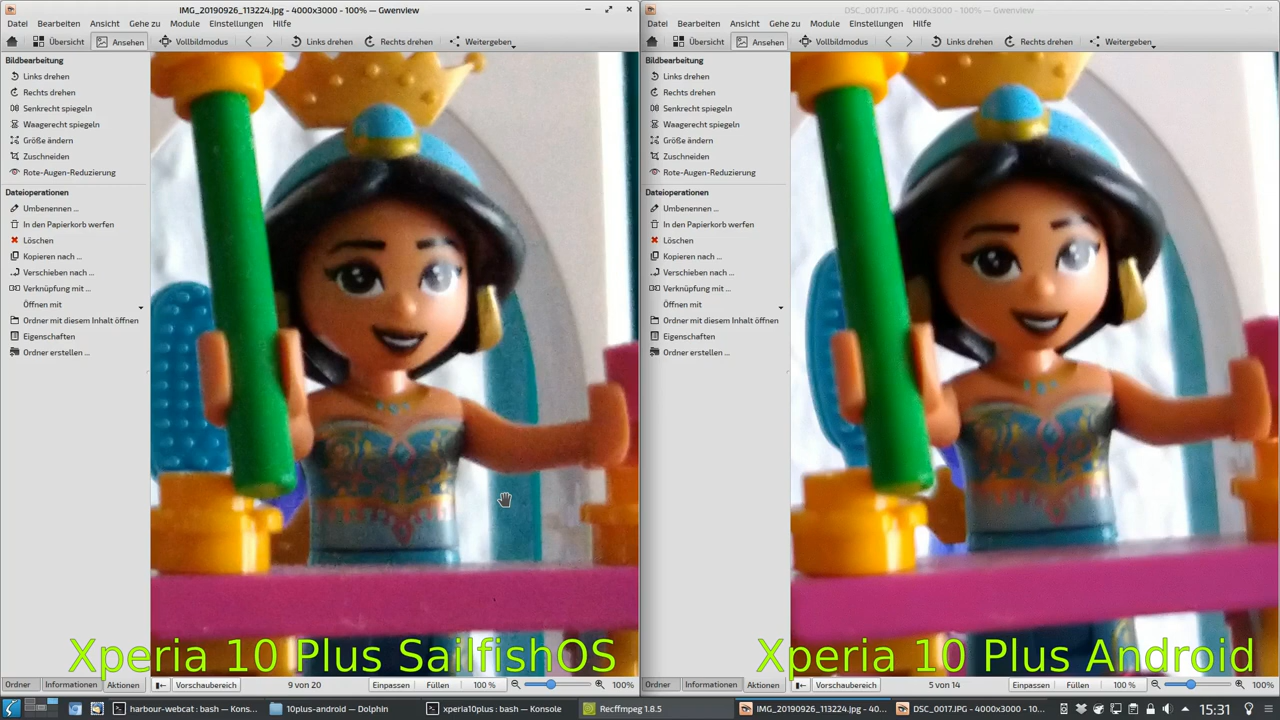 IMG_20190926_113224.jpg - 4000x3000 - 100% — Gwenview
Datei Bearbeiten Ansicht Gehe zu Module Einstellungen Hilfe
Übersicht Ansehen Vollbildmodus Links drehen Rechts drehen Weitergeben
Bildbearbeitung
Links drehen
Rechts drehen
Senkrecht spiegeln
Waagerecht spiegeln
Größe ändern
Zuschneiden
Rote-Augen-Reduzierung
Dateioperationen
Umbenennen ...
In den Papierkorb werfen
Löschen
Kopieren nach ...
Verschieben nach ...
Verknüpfung mit ...
Öffnen mit
Ordner mit diesem Inhalt öffnen
Eigenschaften
Ordner erstellen ...
Xperia 10 Plus SailfishOS
Ordner Informationen Aktionen Vorschaubereich 9 von 20 Einpassen Füllen 100 % 100%
DSC_0017.JPG - 4000x3000 - 100% — Gwenview
Datei Bearbeiten Ansicht Gehe zu Module Einstellungen Hilfe
Übersicht Ansehen Vollbildmodus Links drehen Rechts drehen Weitergeben
Bildbearbeitung
Links drehen
Rechts drehen
Senkrecht spiegeln
Waagerecht spiegeln
Größe ändern
Zuschneiden
Rote-Augen-Reduzierung
Dateioperationen
Umbenennen ...
In den Papierkorb werfen
Löschen
Kopieren nach ...
Verschieben nach ...
Verknüpfung mit ...
Öffnen mit
Ordner mit diesem Inhalt öffnen
Eigenschaften
Ordner erstellen ...
Xperia 10 Plus Android
Ordner Informationen Aktionen Vorschaubereich 5 von 14 Einpassen Füllen 100 % 100%
harbour-webcat : bash — Kons... 10plus-android — Dolphin xperia10plus : bash — Konsole Recffmpeg 1.8.5 IMG_20190926_113224.jpg - 40... DSC_0017.JPG - 4000x3000 - 10... 15:31